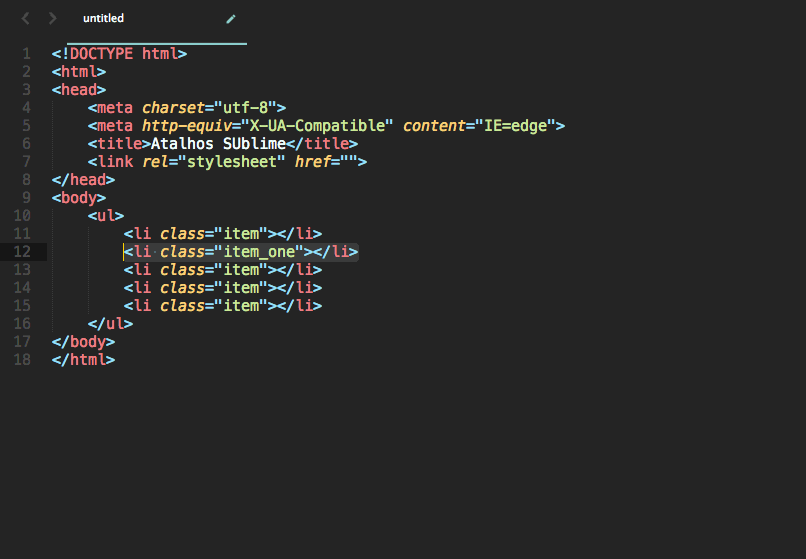 untitled
1 <!DOCTYPE html>
2 <html>
3 <head>
4 <meta charset="utf-8">
5 <meta http-equiv="X-UA-Compatible" content="IE=edge">
6 <title>Atalhos SUblime</title>
7 <link rel="stylesheet" href="">
8 </head>
9 <body>
10 <ul>
11 <li class="item"></li>
12 <li class="item_one"></li>
13 <li class="item"></li>
14 <li class="item"></li>
15 <li class="item"></li>
16 </ul>
17 </body>
18 </html>